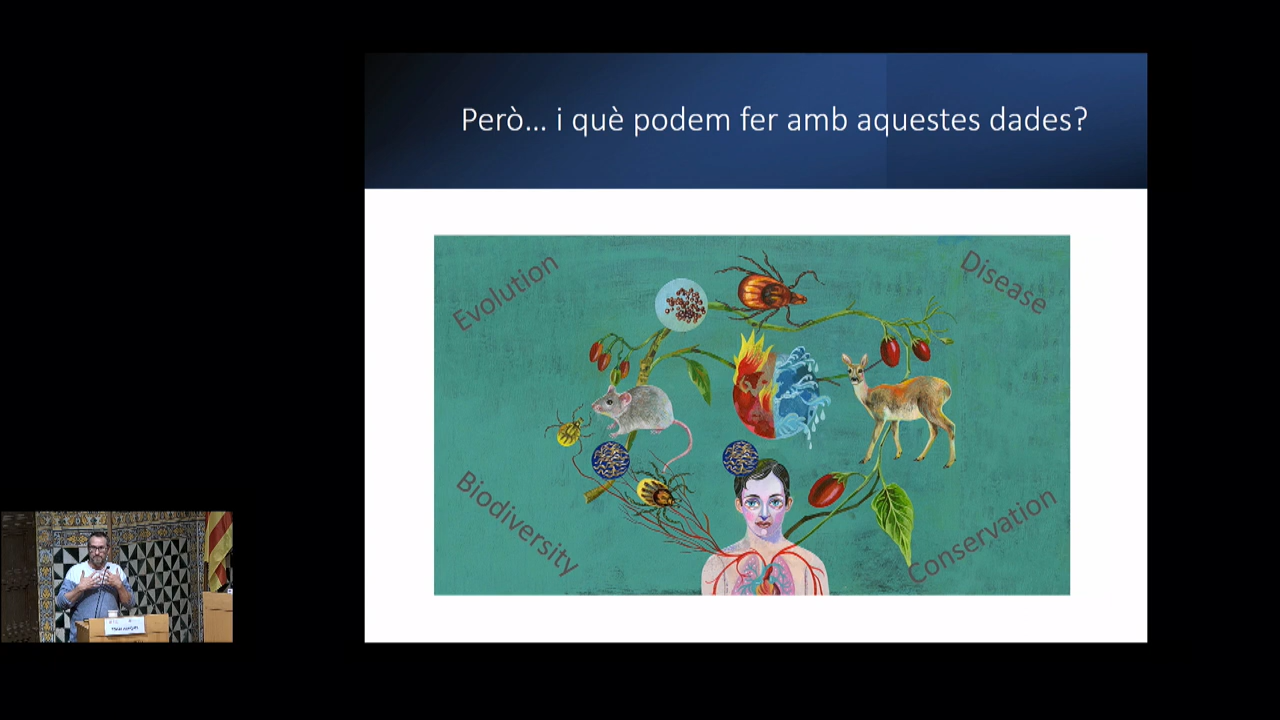 Però... i què podem fer amb aquestes dades?
Evolution
Disease
Biodiversity
Conservation